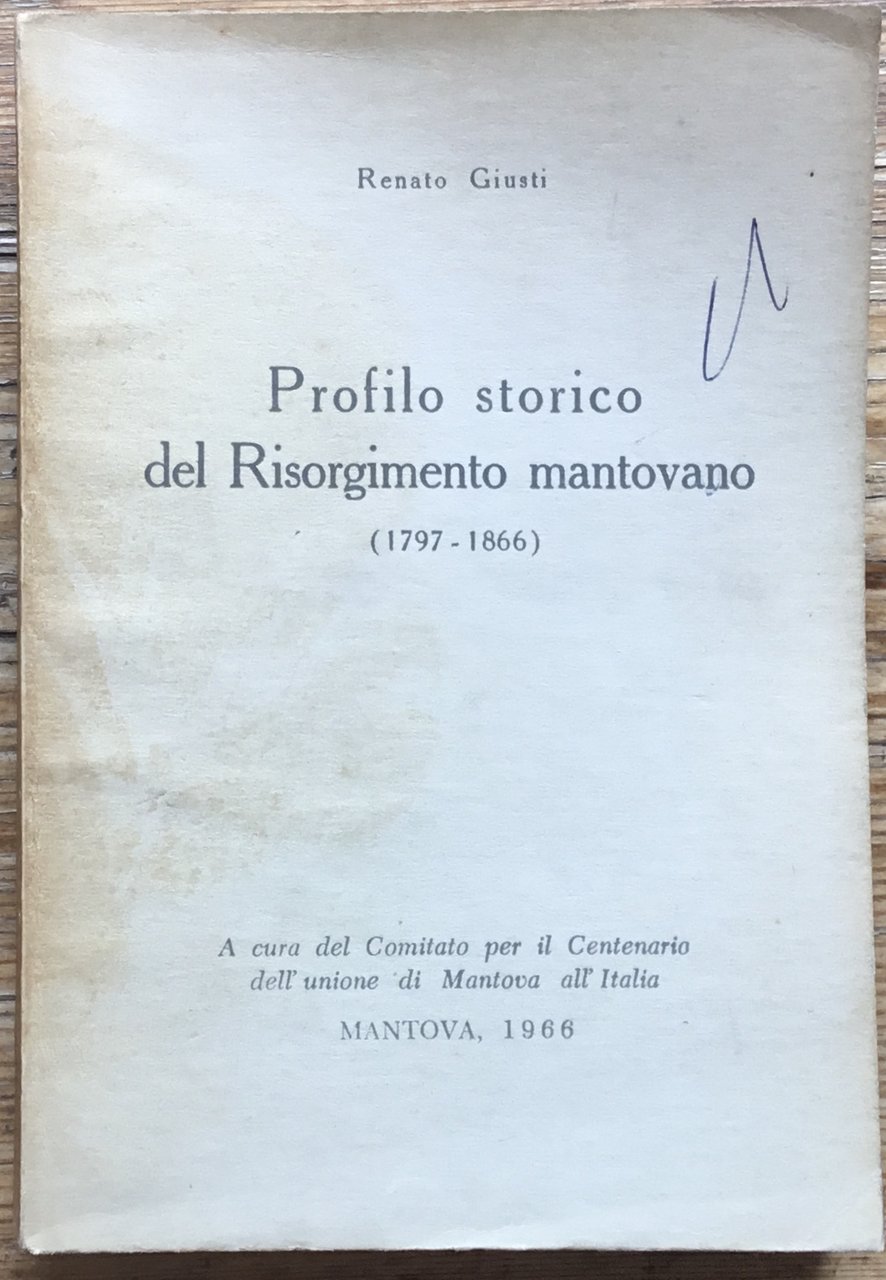 Renato Giusti
Profilo storico
del Risorgimento mantovano
(1797-1866)
A cura del Comitato per il Centenario
dell'unione di Mantova all'Italia
MANTOVA, 1966